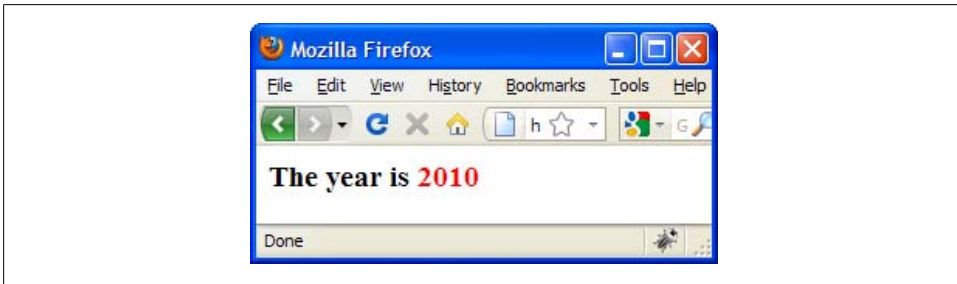 Mozilla Firefox
File Edit View History Bookmarks Tools Help
h G
The year is 2010
Done